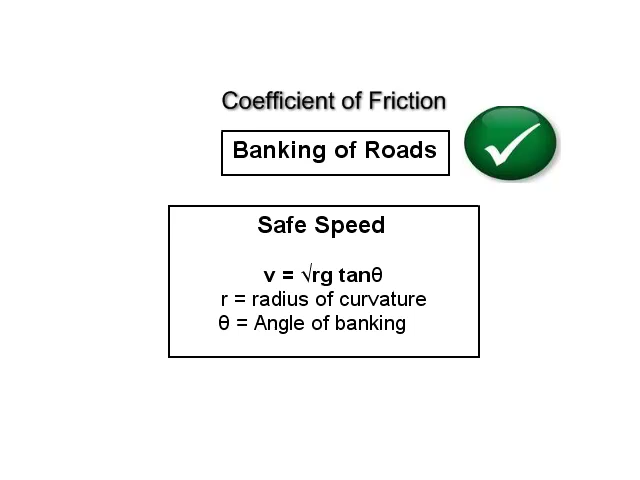 Coefficient of Friction
Banking of Roads
Safe Speed
v = √rg tanθ
r = radius of curvature
θ = Angle of banking